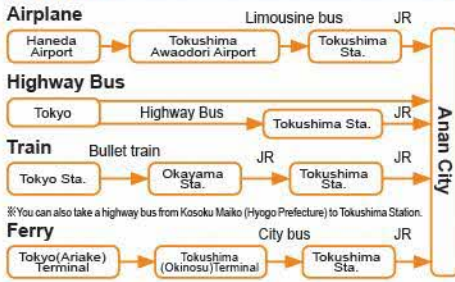 Airplane
Limousine bus JR
Haneda Airport
Tokushima Awaodori Airport
Tokushima Sta.
Highway Bus
Tokyo
Highway Bus
Tokushima Sta.
JR
Train
Bullet train
JR
JR
Tokyo Sta.
Okayama Sta.
Tokushima Sta.
※You can also take a highway bus from Kosoku Maiko (Hyogo Prefecture) to Tokushima Station.
Ferry
City bus
JR
Tokyo(Ariake) Terminal
Tokushima (Okinosu)Terminal
Tokushima Sta.
Anan City